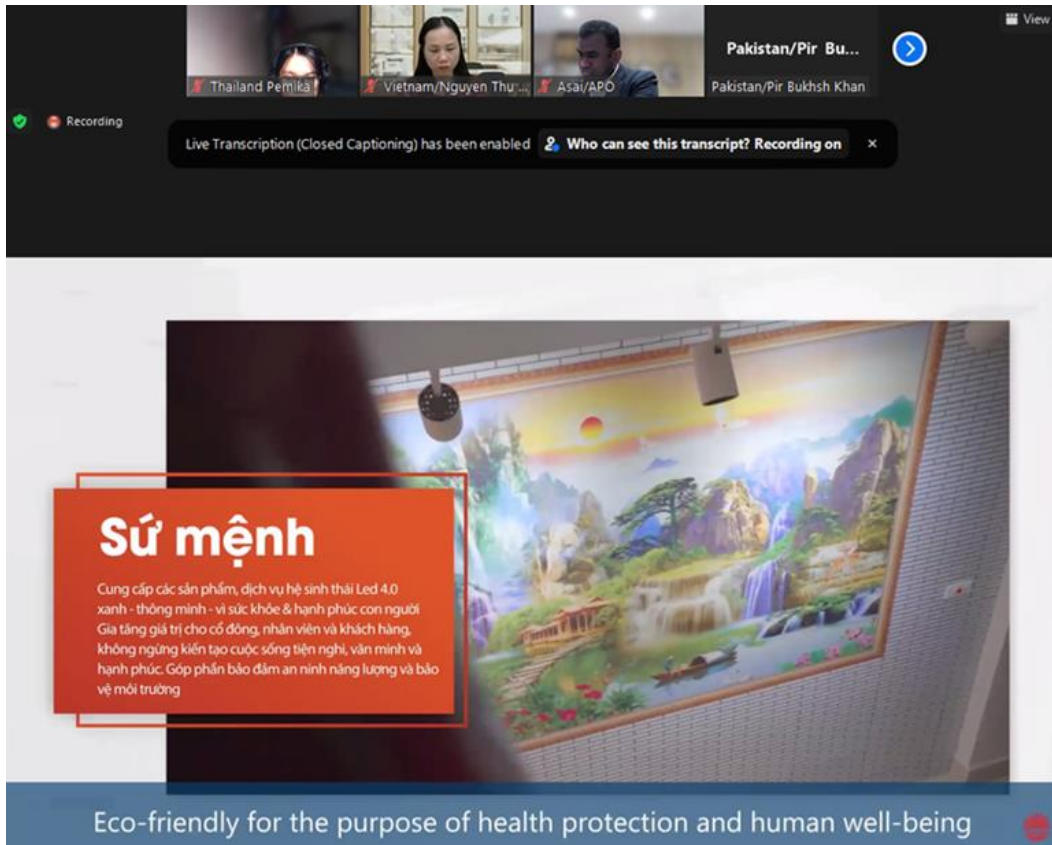 View
Pakistan/Pir Bu...
Thailand Pemika
Vietnam/Nguyen Thu ...
Asai/APO
Pakistan/Pir Bukhsh Khan
Recording
Live Transcription (Closed Captioning) has been enabled Who can see this transcript? Recording on
Sứ mệnh
Cung cấp các sản phẩm, dịch vụ hệ sinh thái Led 4.0
xanh - thông minh - vì sức khỏe & hạnh phúc con người
Gia tăng giá trị cho cổ đông, nhân viên và khách hàng,
không ngừng kiến tạo cuộc sống tiện nghi, văn minh và
hạnh phúc. Góp phần bảo đảm an ninh năng lượng và bảo
vệ môi trường
Eco-friendly for the purpose of health protection and human well-being